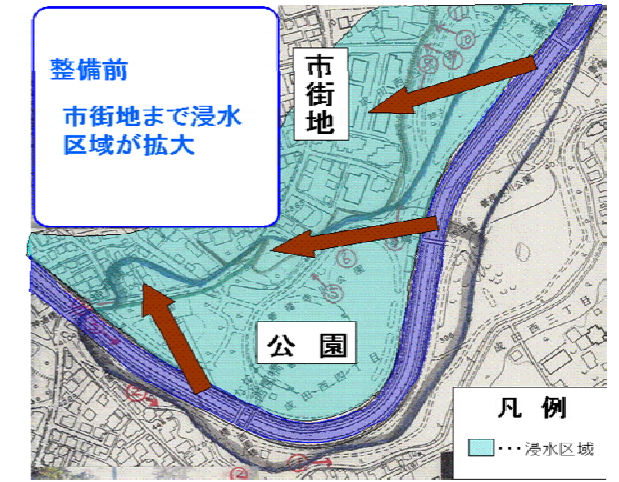 整備前
市街地まで浸水
区域が拡大
市
街
地
公 園
凡 例
･･･浸水区域